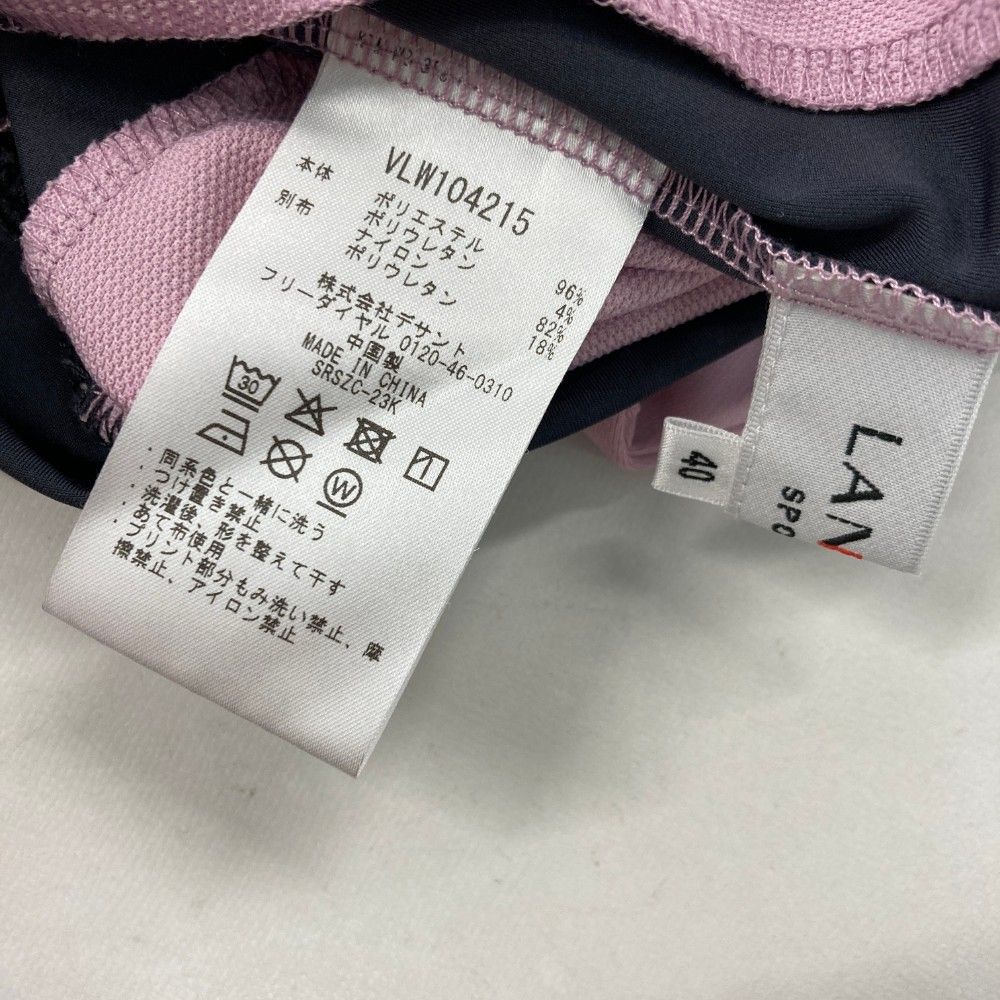 VLW104215
本体 ポリエステル 96%
ポリウレタン 4%
別布 ナイロン 82%
ポリウレタン 18%
株式会社デサント
フリーダイヤル 0120-46-0310
中国製
MADE IN CHINA
SRSZC-23K
30
W
・同系色と一緒に洗う
・つけ置き禁止
・洗濯後、形を整えて干す
・あて布使用
・プリント部分もみ洗い禁止、摩
擦禁止、アイロン禁止
40
LAN
SPO